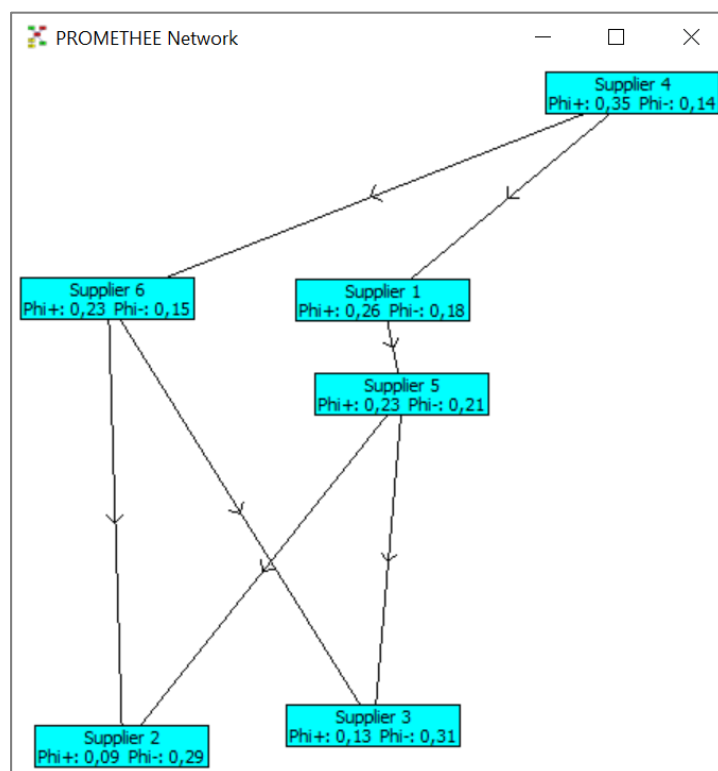 PROMETHEE Network
Supplier 4
Phi+: 0,35 Phi-: 0,14
Supplier 6
Phi+: 0,23 Phi-: 0,15
Supplier 1
Phi+: 0,26 Phi-: 0,18
Supplier 5
Phi+: 0,23 Phi-: 0,21
Supplier 3
Phi+: 0,13 Phi-: 0,31
Supplier 2
Phi+: 0,09 Phi-: 0,29